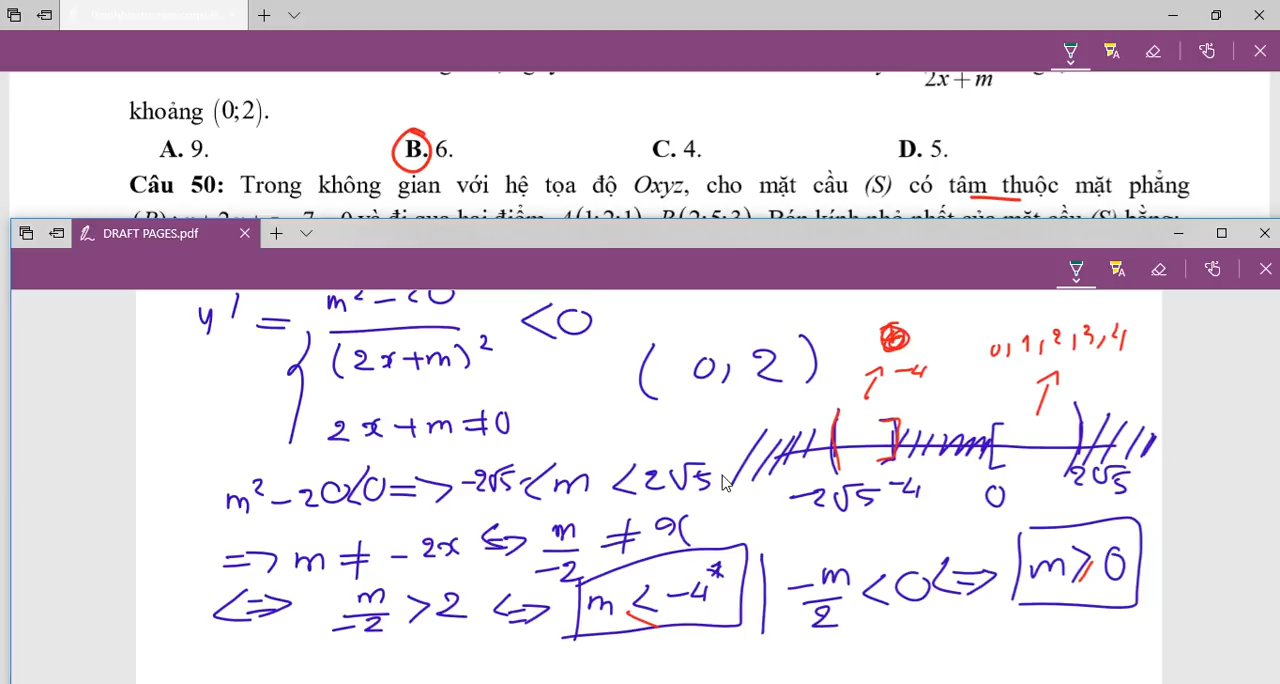 2x+m
khoảng (0;2).
A. 9. B. 6. C. 4. D. 5.
Câu 50: Trong không gian với hệ tọa độ Oxyz, cho mặt cầu (S) có tâm thuộc mặt phẳng
DRAFT PAGES.pdf
y' = m² - 20 / (2x+m)² < 0
(0, 2)
2x+m ≠ 0
-4
0, 1, 2, 3, 4
-2√5 -4 0 2√5
m² - 20 < 0 => -2√5 < m < 2√5
=> m ≠ -2x <=> m/-2 ≠ x
<=> m/-2 > 2 <=> m ≤ -4 | -m/2 < 0 <=> m ≥ 0